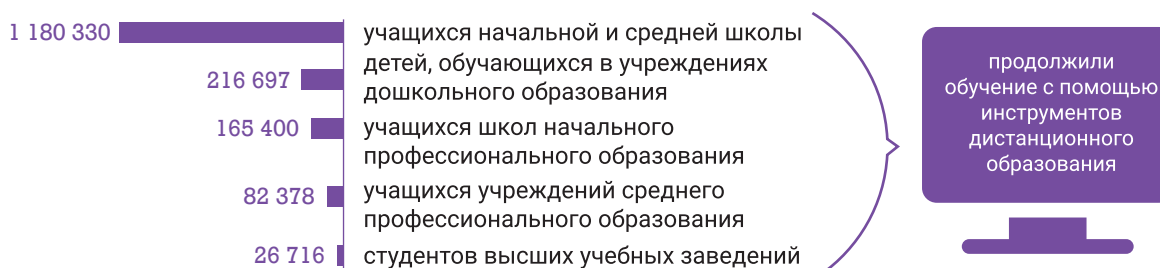 1 180 330 учащихся начальной и средней школы
216 697 детей, обучающихся в учреждениях
дошкольного образования
165 400 учащихся школ начального
профессионального образования
82 378 учащихся учреждений среднего
профессионального образования
26 716 студентов высших учебных заведений
продолжили
обучение с помощью
инструментов
дистанционного
образования